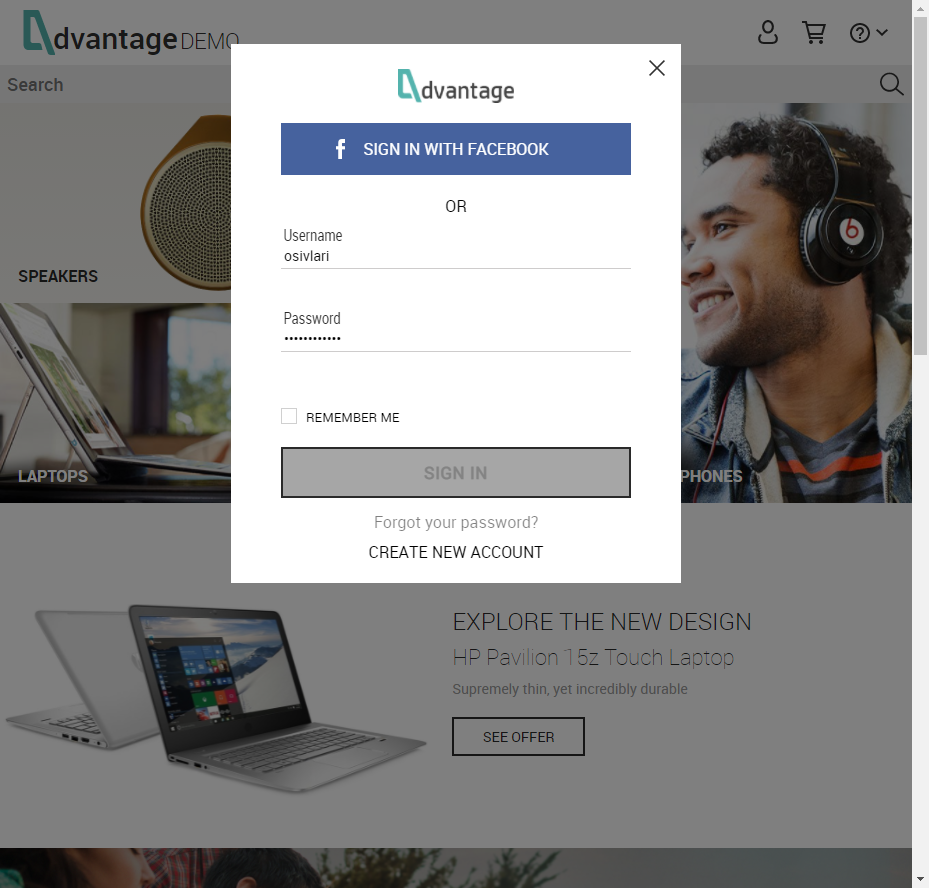 dvantage DEMO
Search
SPEAKERS
LAPTOPS
PHONES
dvantage
SIGN IN WITH FACEBOOK
OR
Username
osivlari
Password
••••••••••••
REMEMBER ME
SIGN IN
Forgot your password?
CREATE NEW ACCOUNT
EXPLORE THE NEW DESIGN
HP Pavilion 15z Touch Laptop
Supremely thin, yet incredibly durable
SEE OFFER